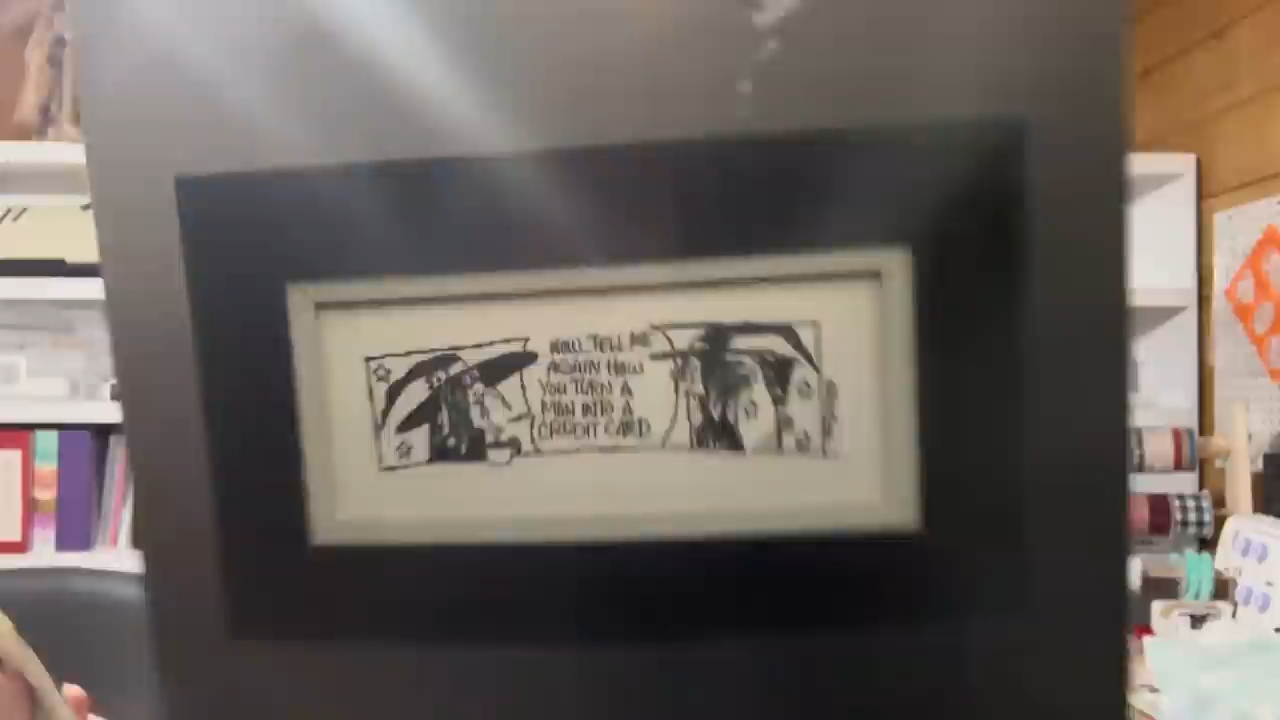 NOW TELL ME
AGAIN HOW
YOU TURN A
MAN INTO A
CREDIT CARD